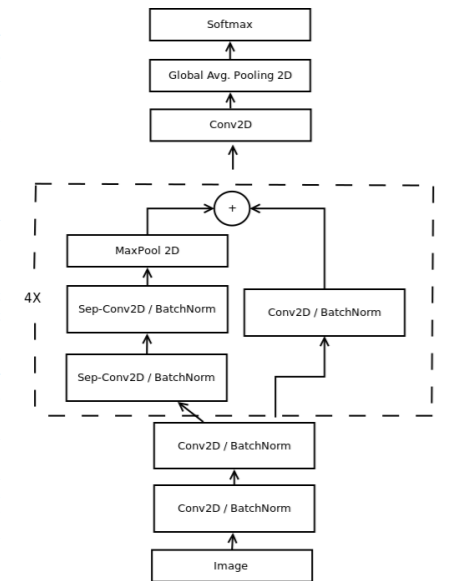 Softmax
Global Avg. Pooling 2D
Conv2D
+
MaxPool 2D
4X
Sep-Conv2D / BatchNorm
Conv2D / BatchNorm
Sep-Conv2D / BatchNorm
Conv2D / BatchNorm
Conv2D / BatchNorm
Image